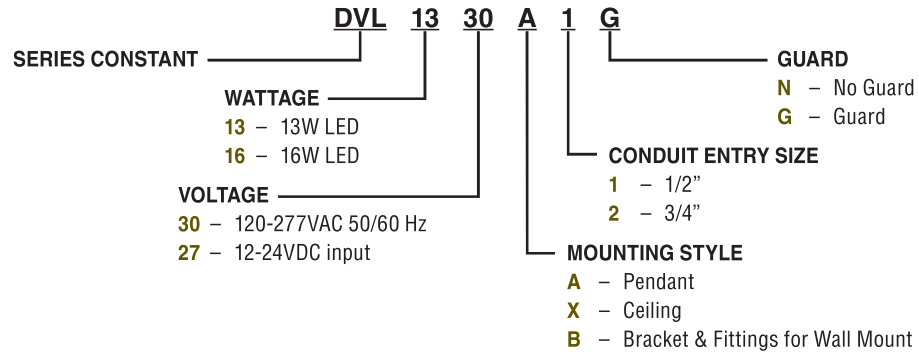 DVL 13 30 A 1 G
SERIES CONSTANT
WATTAGE
13 – 13W LED
16 – 16W LED
VOLTAGE
30 – 120-277VAC 50/60 Hz
27 – 12-24VDC input
GUARD
N – No Guard
G – Guard
CONDUIT ENTRY SIZE
1 – 1/2”
2 – 3/4”
MOUNTING STYLE
A – Pendant
X – Ceiling
B – Bracket & Fittings for Wall Mount